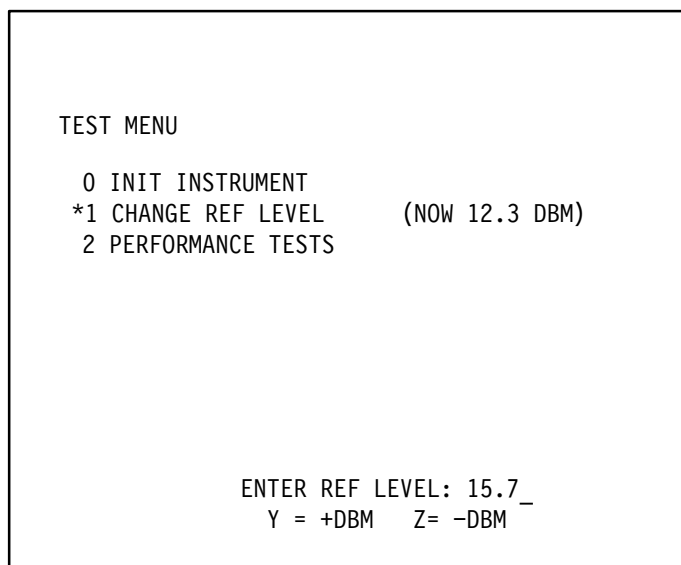 TEST MENU
0 INIT INSTRUMENT
*1 CHANGE REF LEVEL (NOW 12.3 DBM)
2 PERFORMANCE TESTS
ENTER REF LEVEL: 15.7_
Y = +DBM Z= −DBM